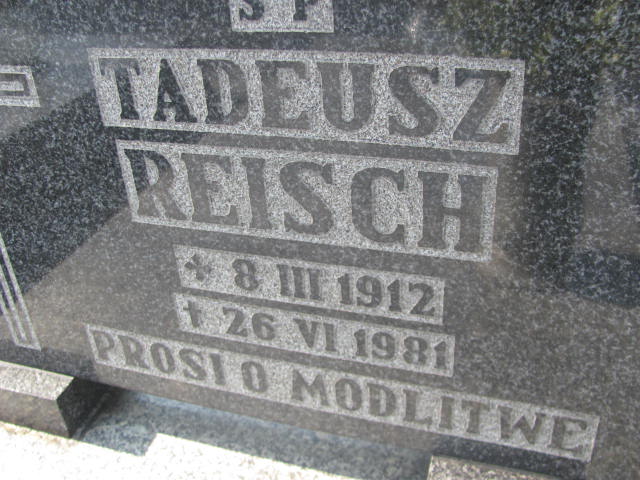 Ś P
TADEUSZ
REISCH
* 8 III 1912
† 26 VI 1981
PROSI O MODLITWE